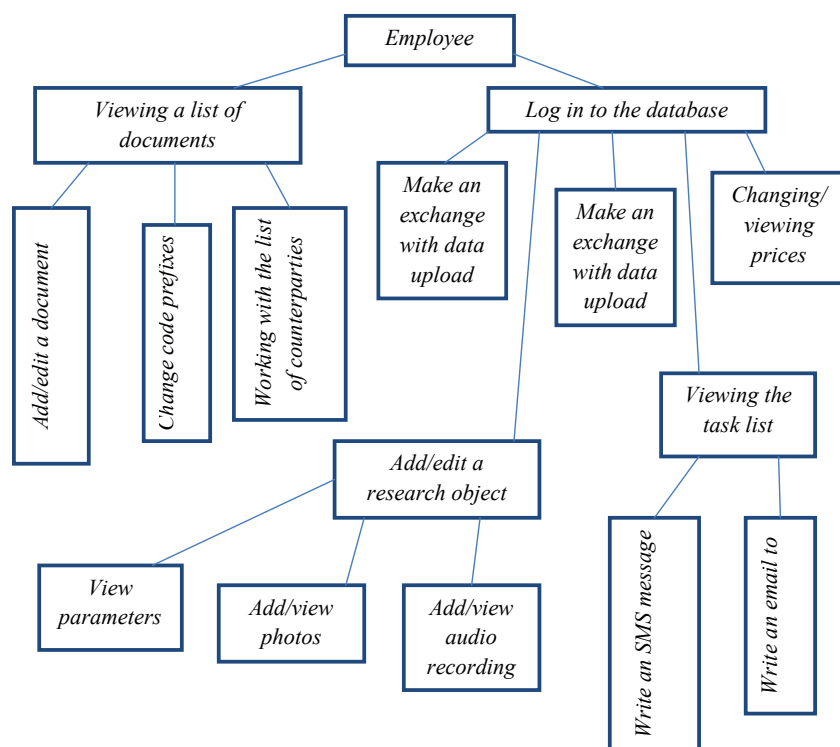 Employee
Viewing a list of
documents
Log in to the database
Make an
exchange
with data
upload
Make an
exchange
with data
upload
Changing/
viewing
prices
Add/edit a document
Change code prefixes
Working with the list
of counterparties
Viewing the
task list
Add/edit a
research object
View
parameters
Add/view
photos
Add/view
audio
recording
Write an SMS message
Write an email to